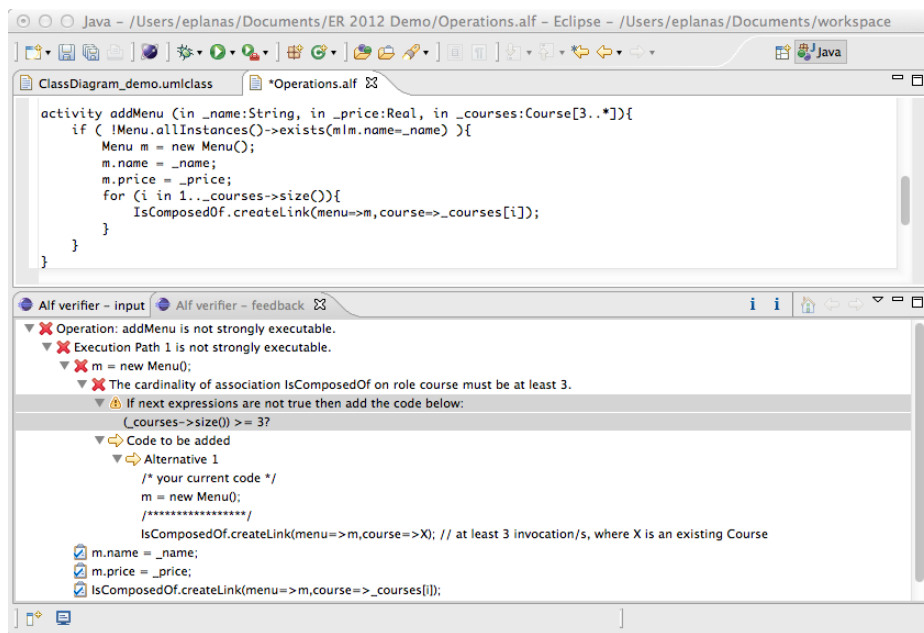 Java – /Users/eplanas/Documents/ER 2012 Demo/Operations.alf – Eclipse – /Users/eplanas/Documents/workspace
Java
ClassDiagram_demo.umlclass
*Operations.alf
activity addMenu (in _name:String, in _price:Real, in _courses:Course[3..*]){
if ( !Menu.allInstances()->exists(m|m.name=_name) ){
Menu m = new Menu();
m.name = _name;
m.price = _price;
for (i in 1.._courses->size()){
IsComposedOf.createLink(menu=>m,course=>_courses[i]);
}
}
}
Alf verifier – input
Alf verifier – feedback
Operation: addMenu is not strongly executable.
Execution Path 1 is not strongly executable.
m = new Menu();
The cardinality of association IsComposedOf on role course must be at least 3.
If next expressions are not true then add the code below:
(_courses->size()) >= 3?
Code to be added
Alternative 1
/* your current code */
m = new Menu();
/*****************/
IsComposedOf.createLink(menu=>m,course=>X); // at least 3 invocation/s, where X is an existing Course
m.name = _name;
m.price = _price;
IsComposedOf.createLink(menu=>m,course=>_courses[i]);